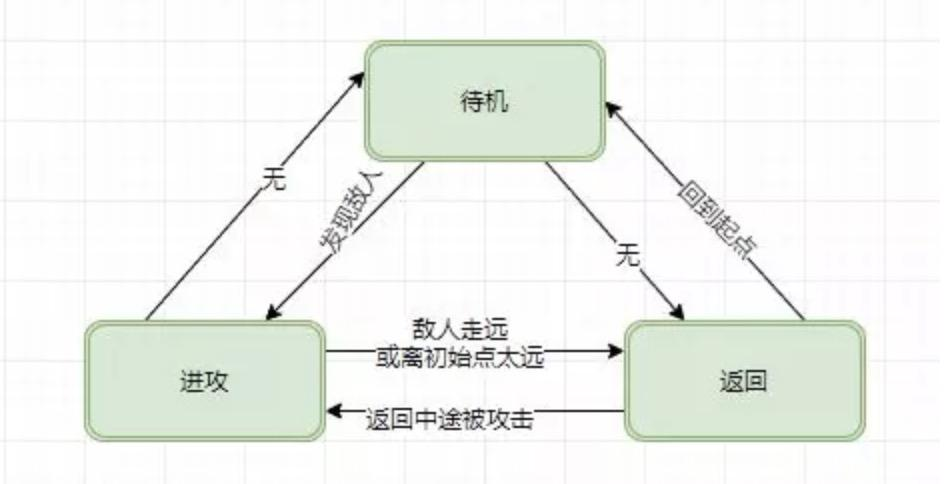 待机
无
发现敌人
无
回到起点
敌人走远
或离初始点太远
进攻
返回
返回中途被攻击